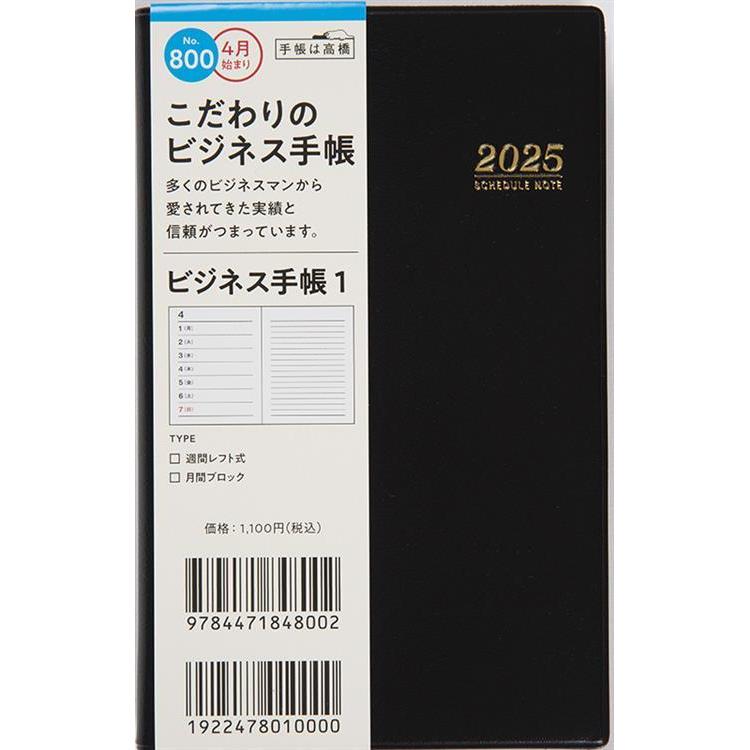 No.
800
4月
始まり
手帳は高橋
こだわりの
ビジネス手帳
多くのビジネスマンから
愛されてきた実績と
信頼がつまっています。
ビジネス手帳 1
4
1(月)
2(火)
3(水)
4(木)
5(金)
6(土)
7(日)
TYPE
□ 週間レフト式
□ 月間ブロック
価格:1,100円(税込)
9784471848002
1922478010000
2025
SCHEDULE NOTE